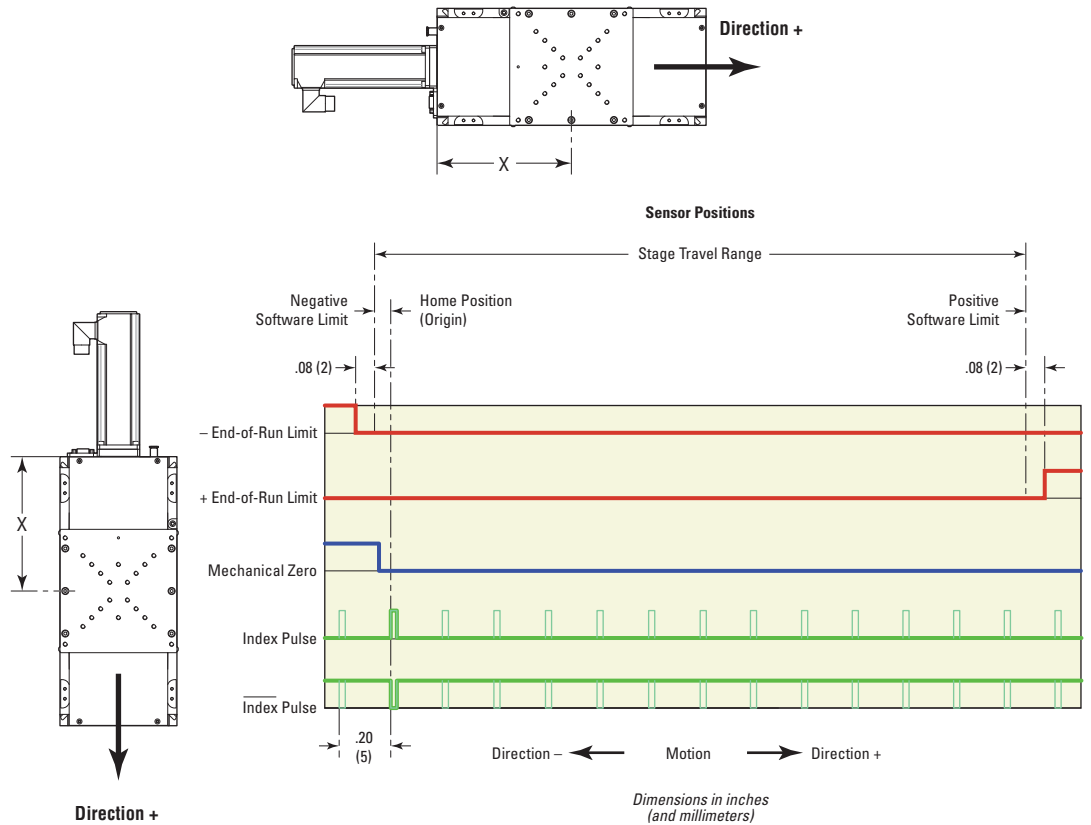 Direction +
X
Sensor Positions
Stage Travel Range
Negative
Software Limit
Home Position
(Origin)
Positive
Software Limit
.08 (2)
.08 (2)
– End-of-Run Limit
+ End-of-Run Limit
X
Mechanical Zero
Index Pulse
Index Pulse
.20
(5)
Direction –
Motion
Direction +
Direction +
Dimensions in inches
(and millimeters)